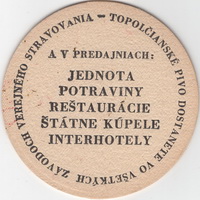 TOPOĽČIANSKE PIVO DOSTANETE VO VŠETKÝCH ZÁVODOCH VEREJNÉHO STRAVOVANIA –
A V PREDAJNIACH:
JEDNOTA
POTRAVINY
REŠTAURÁCIE
ŠTÁTNE KÚPELE
INTERHOTELY